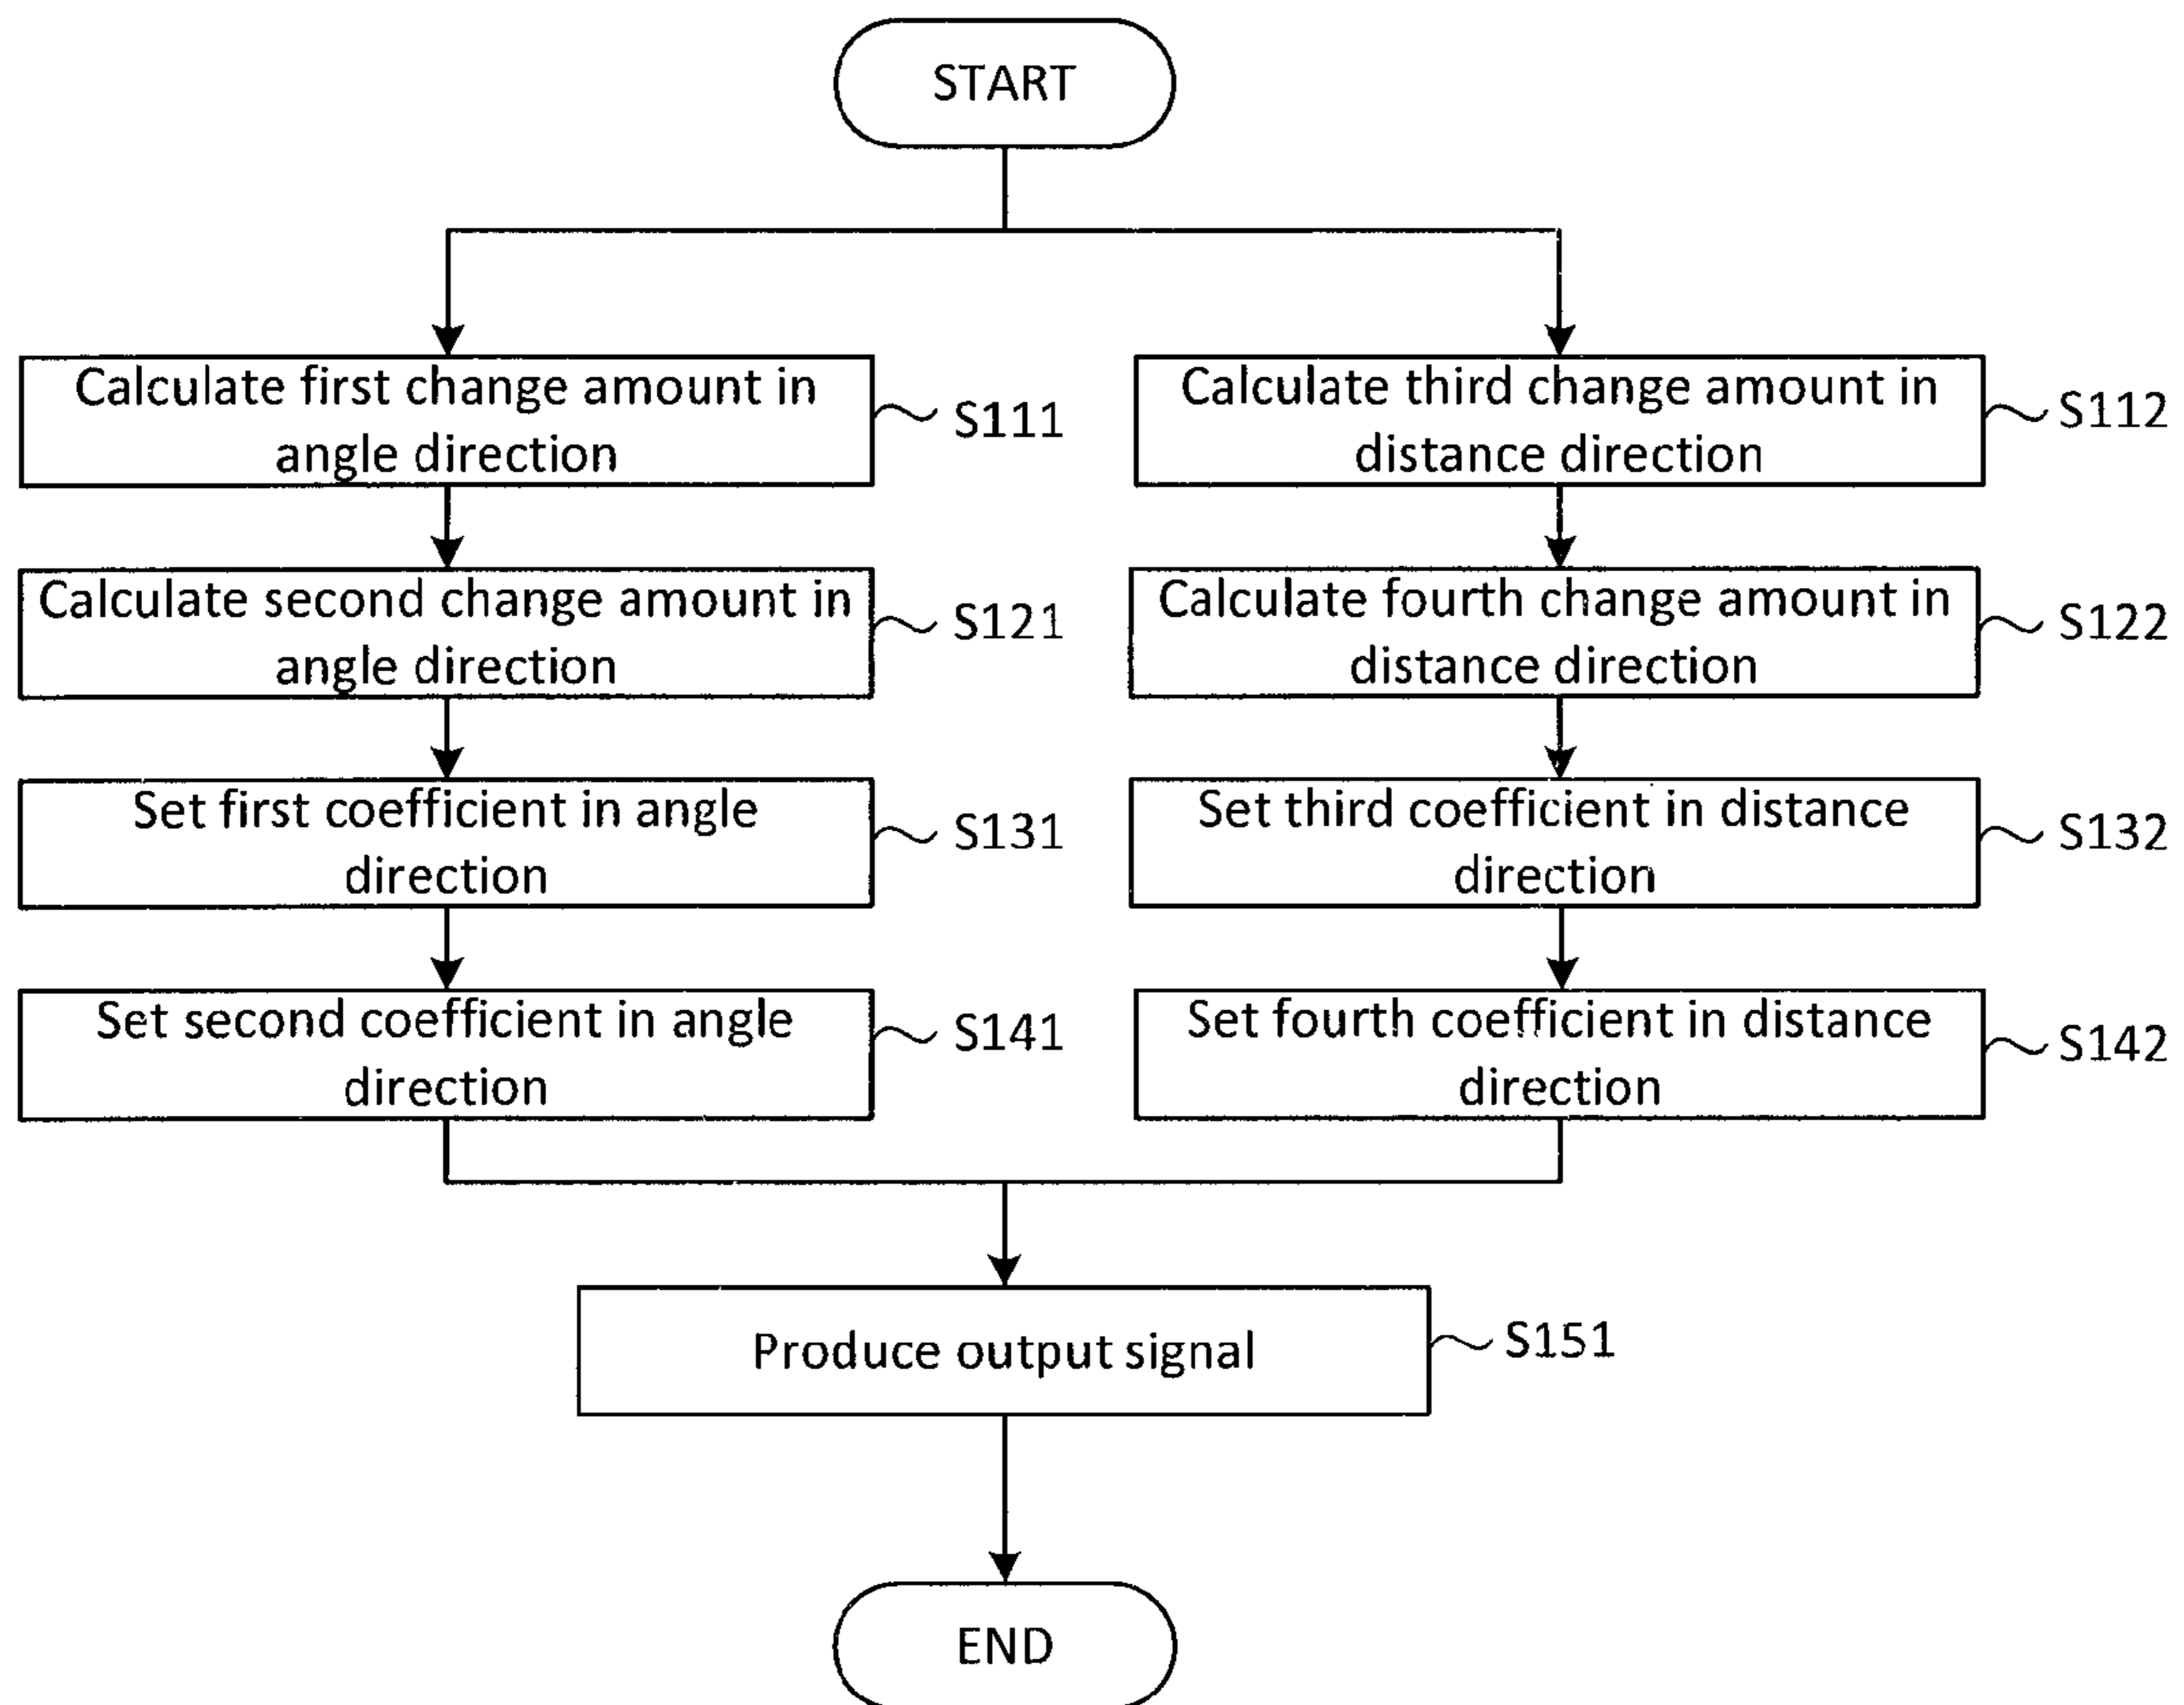 START
Calculate first change amount in
angle direction
S111
Calculate third change amount in
distance direction
S112
Calculate second change amount in
angle direction
S121
Calculate fourth change amount in
distance direction
S122
Set first coefficient in angle
direction
S131
Set third coefficient in distance
direction
S132
Set second coefficient in angle
direction
S141
Set fourth coefficient in distance
direction
S142
Produce output signal
S151
END